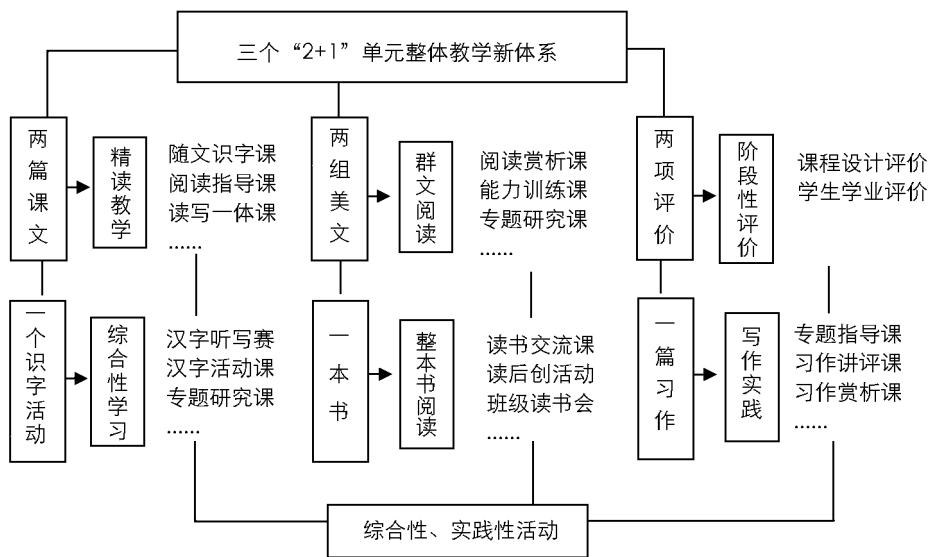 三个“2+1”单元整体教学新体系
两篇课文
精读教学
随文识字课
阅读指导课
读写一体课
……
两组美文
群文阅读
阅读赏析课
能力训练课
专题研究课
……
两项评价
阶段性评价
课程设计评价
学生学业评价
一个识字活动
综合性学习
汉字听写赛
汉字活动课
专题研究课
……
一本书
整本书阅读
读书交流课
读后创活动
班级读书会
……
一篇习作
写作实践
专题指导课
习作讲评课
习作赏析课
……
综合性、实践性活动